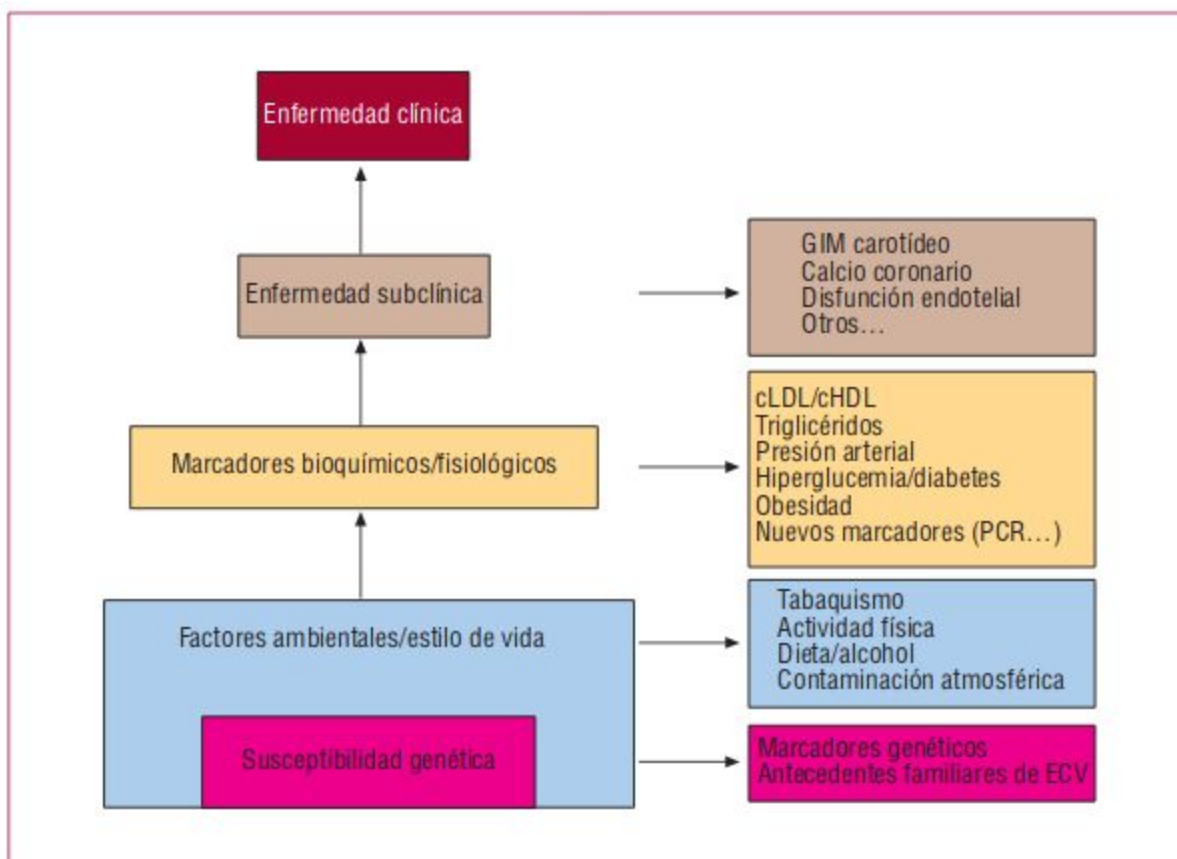 Enfermedad clínica
Enfermedad subclínica
GIM carotídeo
Calcio coronario
Disfunción endotelial
Otros…
Marcadores bioquímicos/fisiológicos
cLDL/cHDL
Triglicéridos
Presión arterial
Hiperglucemia/diabetes
Obesidad
Nuevos marcadores (PCR…)
Factores ambientales/estilo de vida
Tabaquismo
Actividad física
Dieta/alcohol
Contaminación atmosférica
Susceptibilidad genética
Marcadores genéticos
Antecedentes familiares de ECV